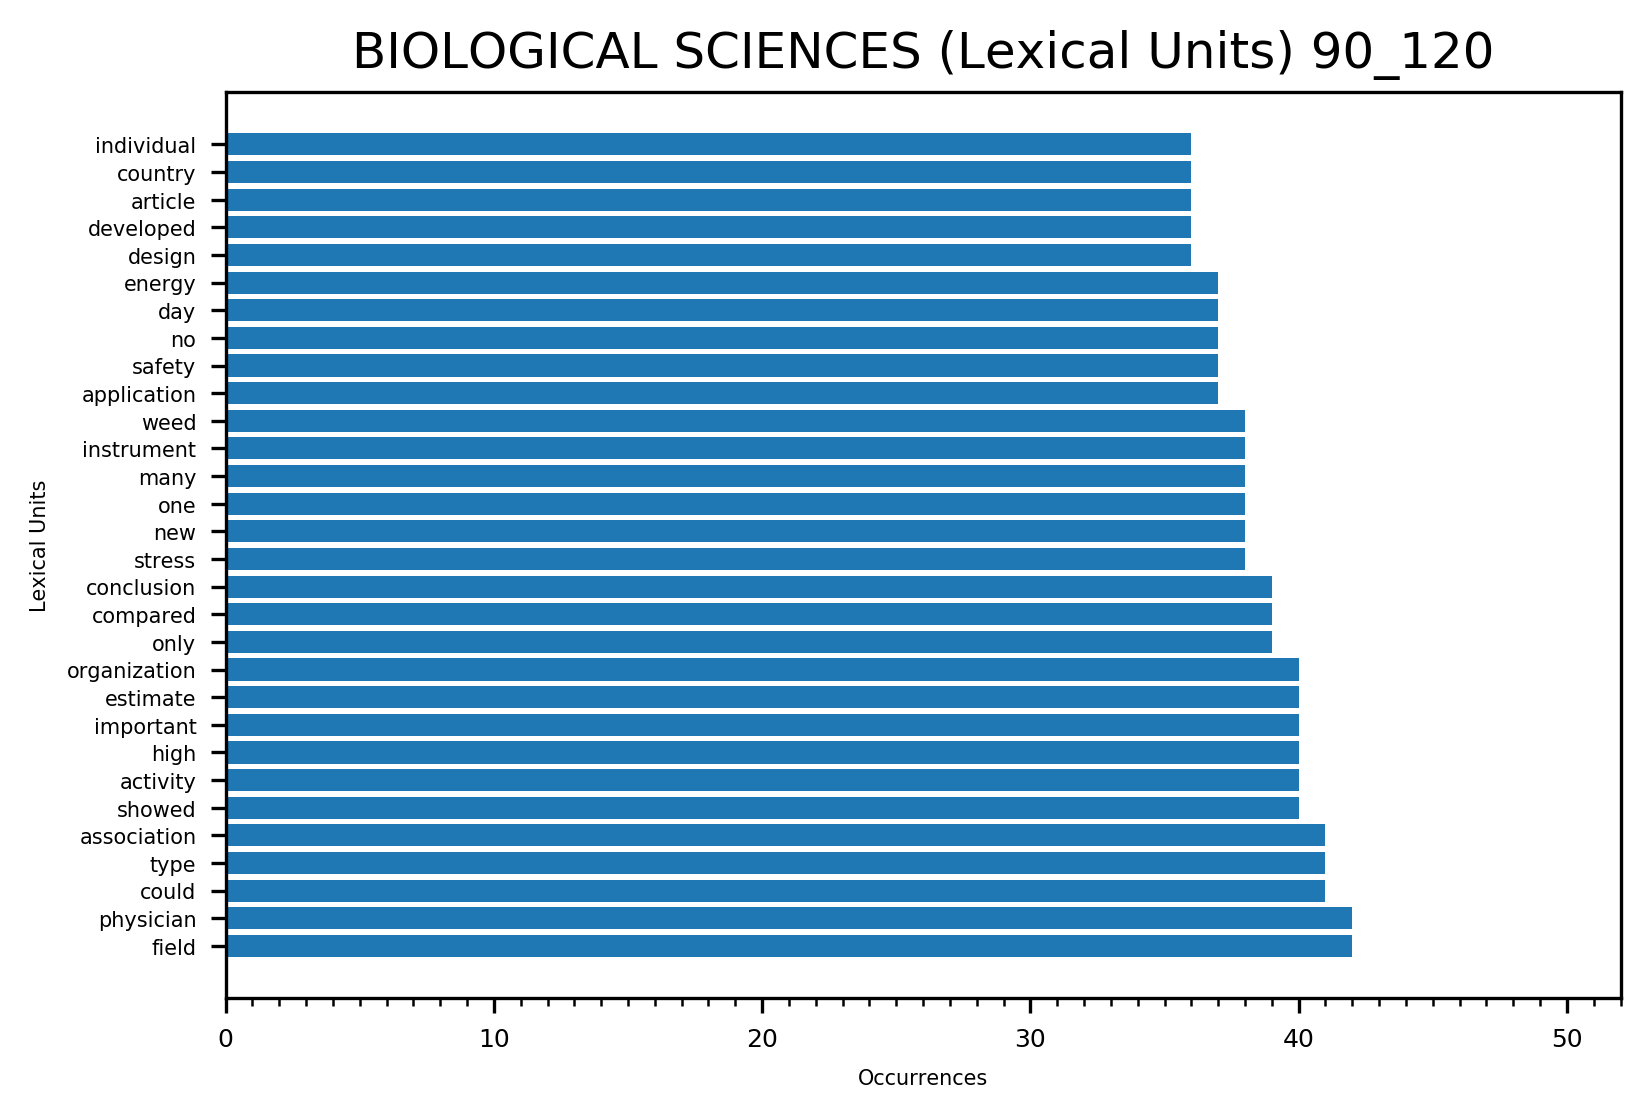 BIOLOGICAL SCIENCES (Lexical Units) 90_120
Lexical Units
individual
country
article
developed
design
energy
day
no
safety
application
weed
instrument
many
one
new
stress
conclusion
compared
only
organization
estimate
important
high
activity
showed
association
type
could
physician
field
0 10 20 30 40 50
Occurrences